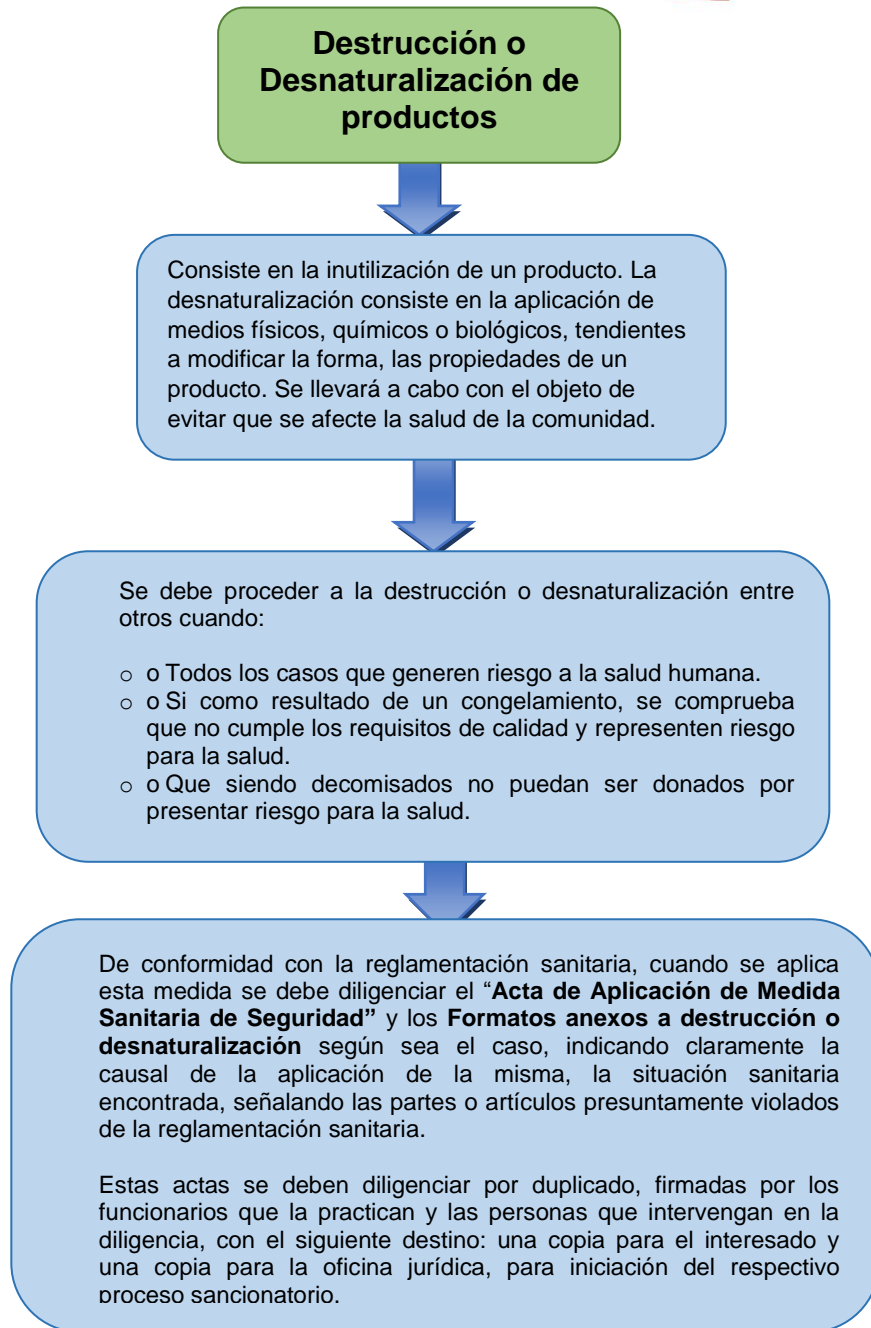 Destrucción o
Desnaturalización de
productos
Consiste en la inutilización de un producto. La
desnaturalización consiste en la aplicación de
medios físicos, químicos o biológicos, tendientes
a modificar la forma, las propiedades de un
producto. Se llevará a cabo con el objeto de
evitar que se afecte la salud de la comunidad.
Se debe proceder a la destrucción o desnaturalización entre
otros cuando:
o o Todos los casos que generen riesgo a la salud humana.
o o Si como resultado de un congelamiento, se comprueba
que no cumple los requisitos de calidad y representen riesgo
para la salud.
o o Que siendo decomisados no puedan ser donados por
presentar riesgo para la salud.
De conformidad con la reglamentación sanitaria, cuando se aplica
esta medida se debe diligenciar el “Acta de Aplicación de Medida
Sanitaria de Seguridad” y los Formatos anexos a destrucción o
desnaturalización según sea el caso, indicando claramente la
causal de la aplicación de la misma, la situación sanitaria
encontrada, señalando las partes o artículos presuntamente violados
de la reglamentación sanitaria.
Estas actas se deben diligenciar por duplicado, firmadas por los
funcionarios que la practican y las personas que intervengan en la
diligencia, con el siguiente destino: una copia para el interesado y
una copia para la oficina jurídica, para iniciación del respectivo
proceso sancionatorio.